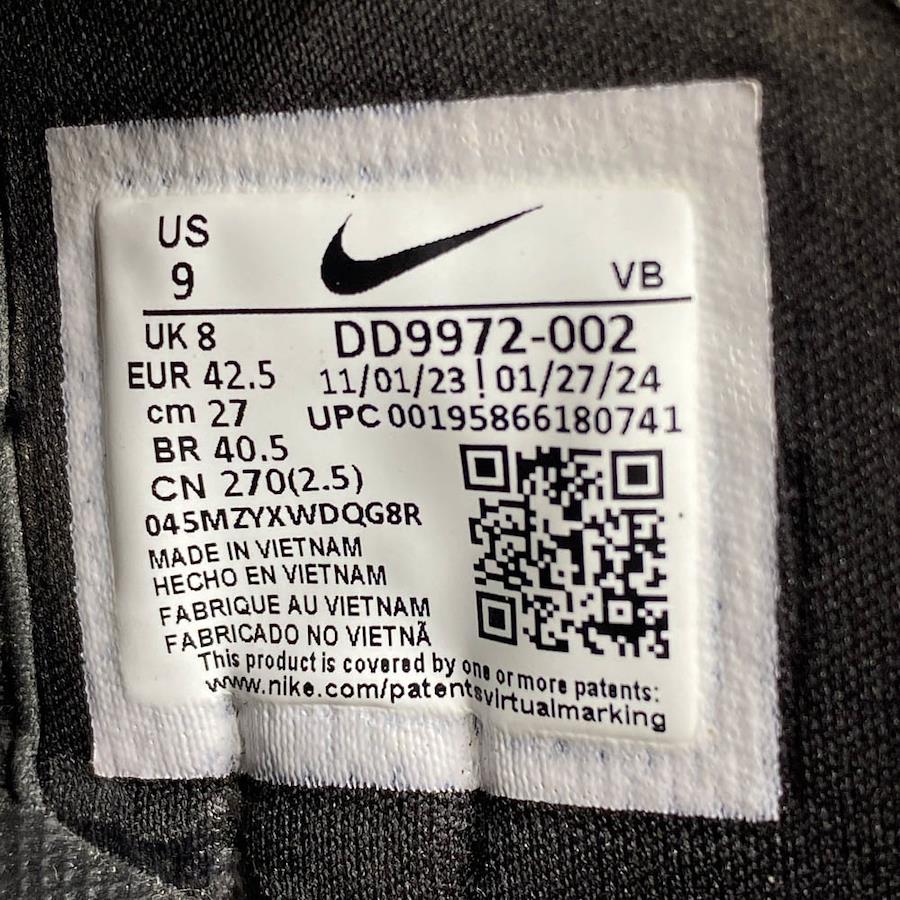 US
9
VB
UK 8
DD9972-002
EUR 42.5
11/01/23 | 01/27/24
cm 27
UPC 00195866180741
BR 40.5
CN 270(2.5)
045MZYXWDQG8R
MADE IN VIETNAM
HECHO EN VIETNAM
FABRIQUE AU VIETNAM
FABRICADO NO VIETNÃ
This product is covered by one or more patents:
www.nike.com/patentsvirtualmarking